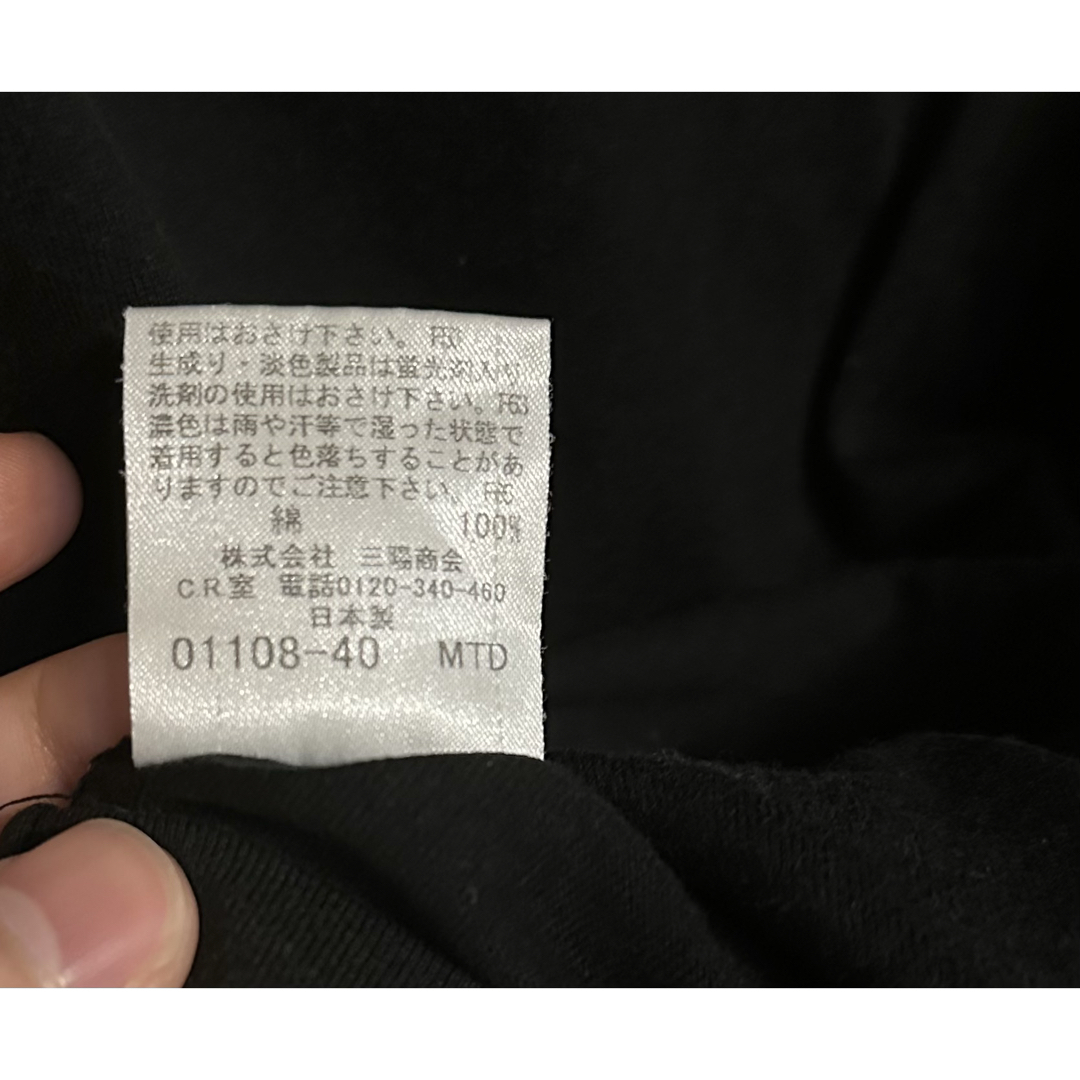 使用はおさけ下さい。
生成り・淡色製品は蛍光剤入り
洗剤の使用はおさけ下さい。F63
濃色は雨や汗等で湿った状態で
着用すると色落ちすることがあ
りますのでご注意下さい。
綿 100%
株式会社 三陽商会
C.R.室 電話0120-340-460
日本製
01108-40 MTD